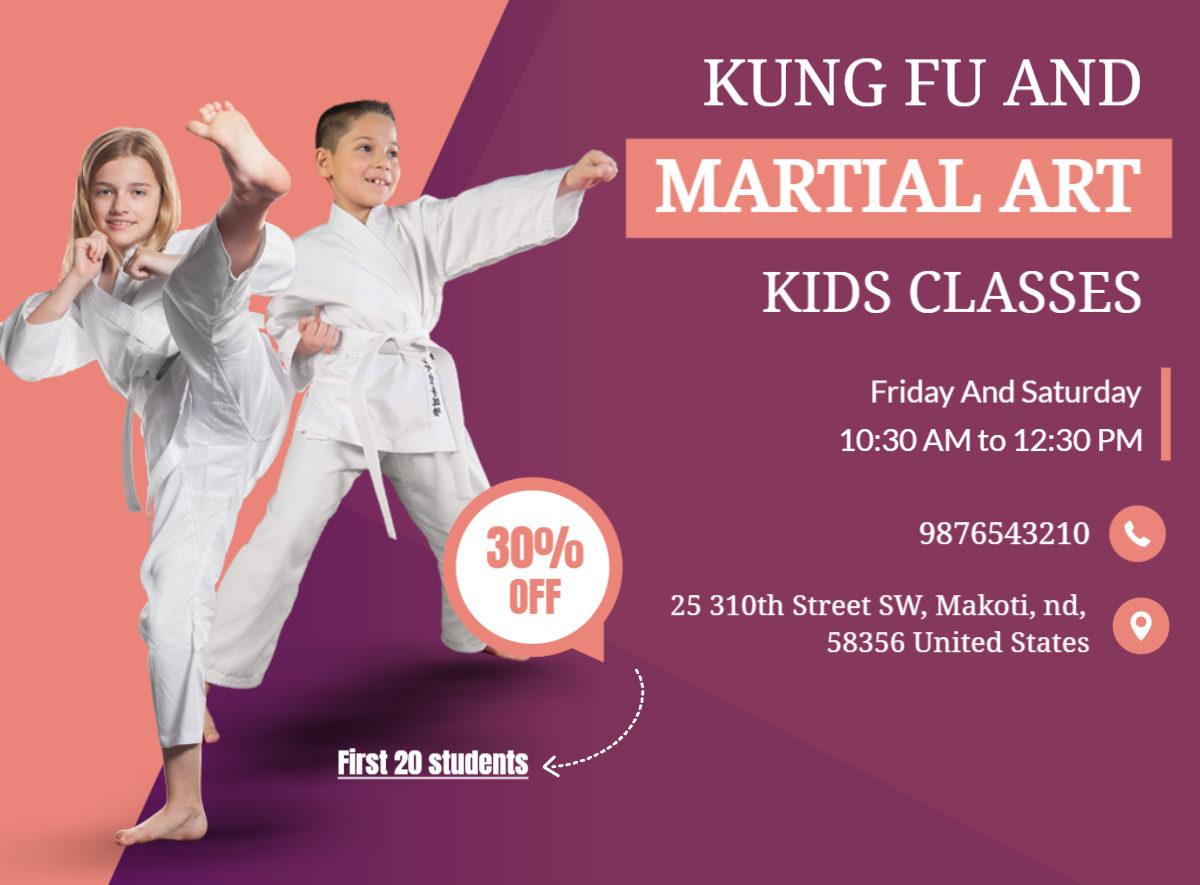 KUNG FU AND
MARTIAL ART
KIDS CLASSES
Friday And Saturday
10:30 AM to 12:30 PM
9876543210
25 310th Street SW, Makoti, nd,
58356 United States
30%
OFF
First 20 students